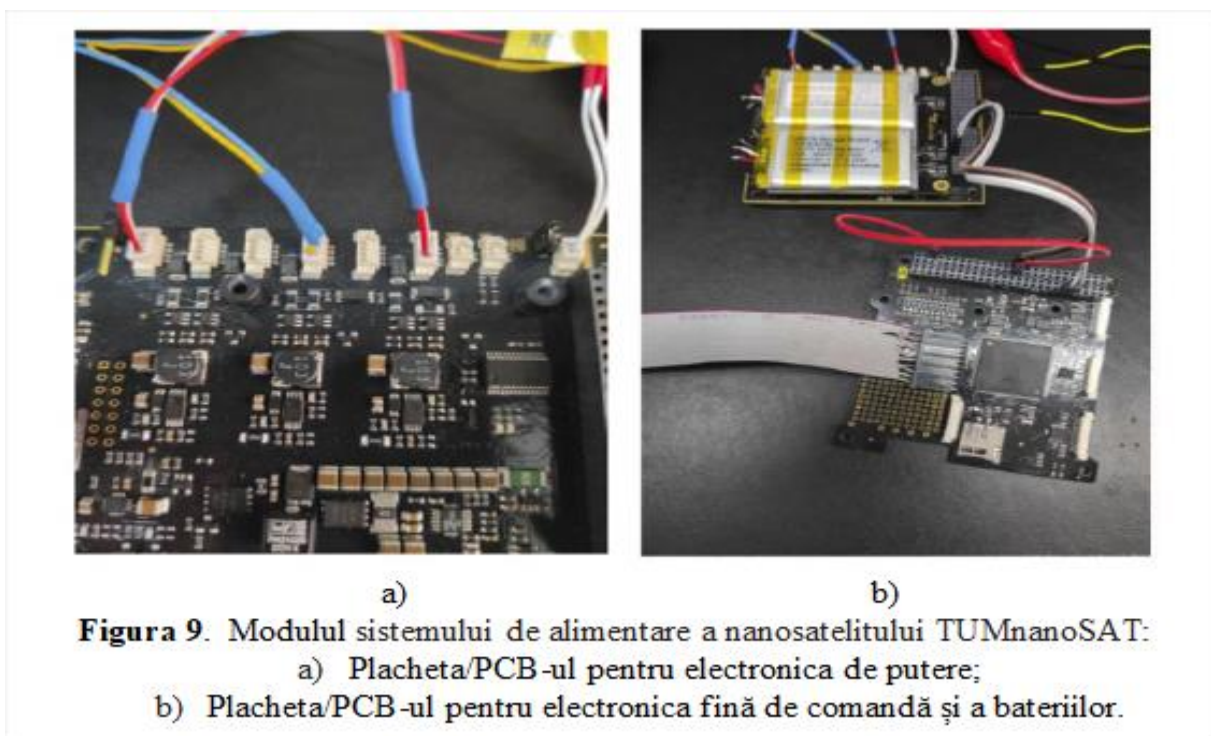 a)
b)
Figura 9. Modulul sistemului de alimentare a nanosatelitului TUMnanoSAT:
a) Placheta/PCB-ul pentru electronica de putere;
b) Placheta/PCB-ul pentru electronica fină de comandă și a bateriilor.